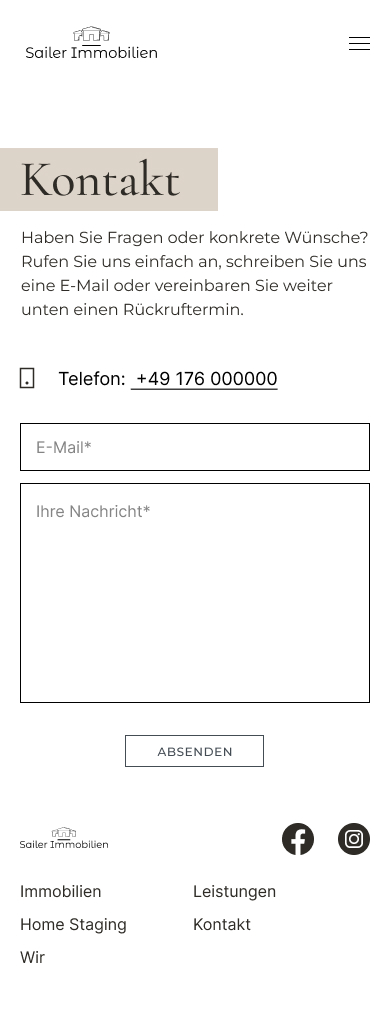 Sailer Immobilien
Kontakt
Haben Sie Fragen oder konkrete Wünsche?
Rufen Sie uns einfach an, schreiben Sie uns
eine E-Mail oder vereinbaren Sie weiter
unten einen Rückruftermin.
Telefon: +49 176 000000
E-Mail*
Ihre Nachricht*
ABSENDEN
Sailer Immobilien
Immobilien Leistungen
Home Staging Kontakt
Wir